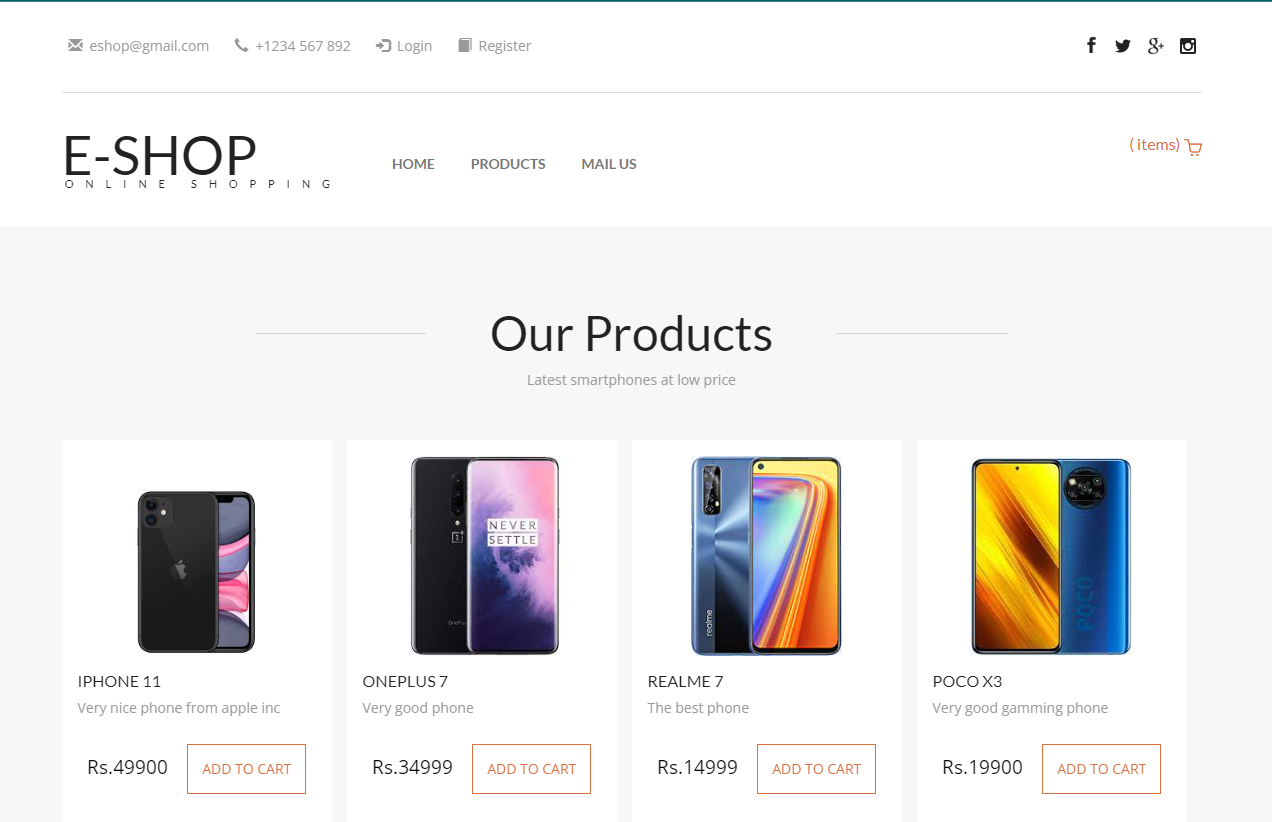 eshop@gmail.com +1234 567 892 Login Register
E-SHOP
ONLINE SHOPPING
HOME PRODUCTS MAIL US
( items)
Our Products
Latest smartphones at low price
NEVER
SETTLE
OnePlus
realme
POCO
IPHONE 11
Very nice phone from apple inc
Rs.49900 ADD TO CART
ONEPLUS 7
Very good phone
Rs.34999 ADD TO CART
REALME 7
The best phone
Rs.14999 ADD TO CART
POCO X3
Very good gamming phone
Rs.19900 ADD TO CART